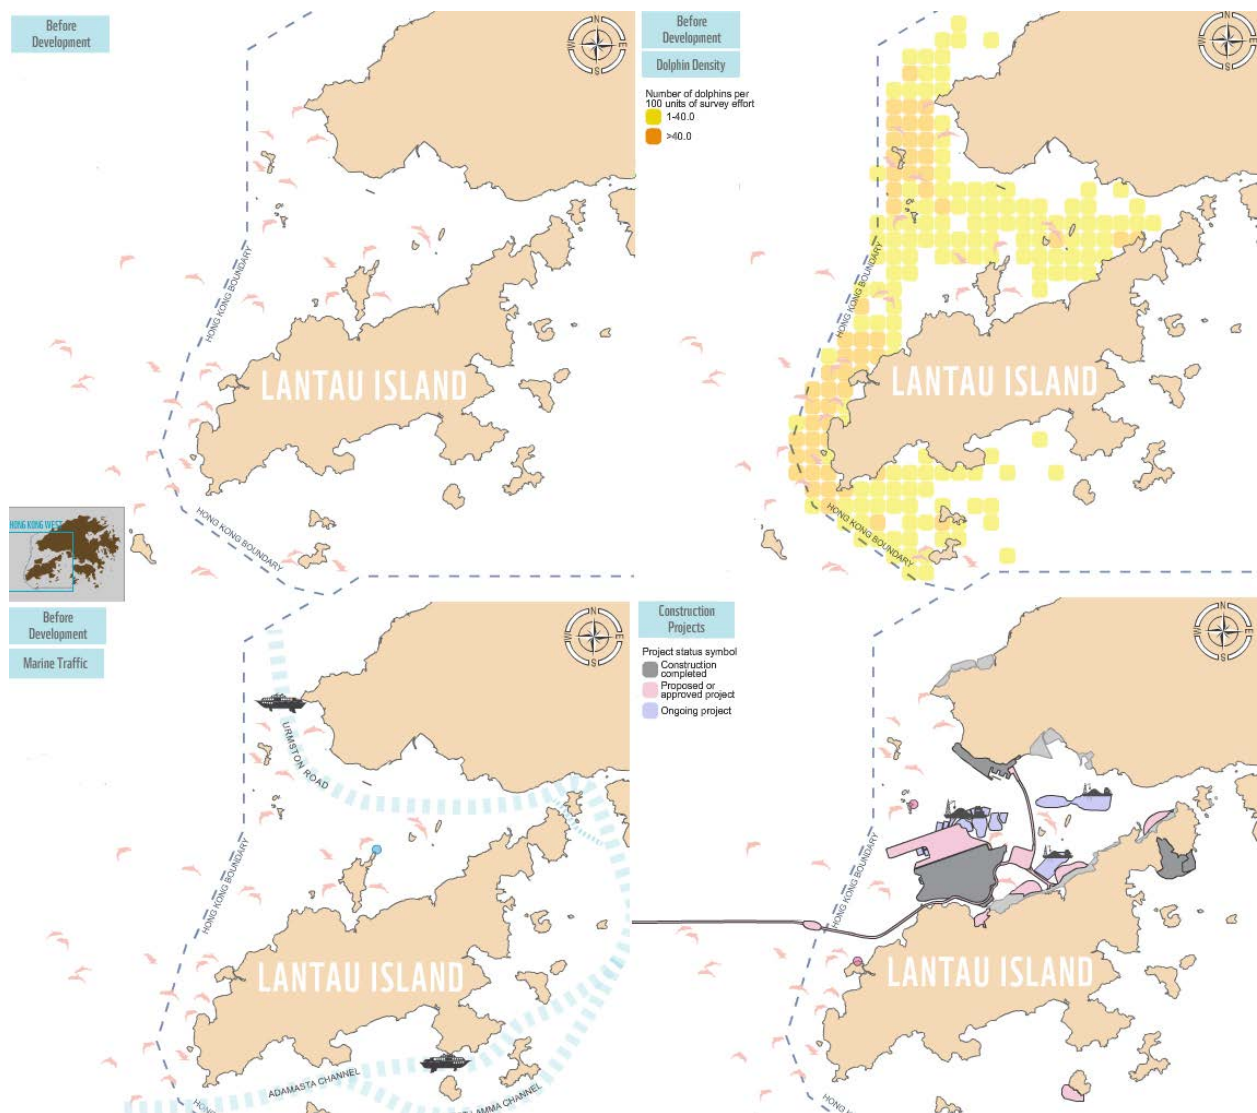 Before
Development
N
W
E
S
HONG KONG BOUNDARY
LANTAU ISLAND
HONG KONG WEST
HONG KONG BOUNDARY
Before
Development
Dolphin Density
Number of dolphins per
100 units of survey effort
1-40.0
>40.0
N
W
E
S
HONG KONG BOUNDARY
LANTAU ISLAND
HONG KONG BOUNDARY
Before
Development
Marine Traffic
N
W
E
S
URMSTON ROAD
HONG KONG BOUNDARY
LANTAU ISLAND
ADAMASTA CHANNEL
LAMMA CHANNEL
HONG
Construction
Projects
Project status symbol
Construction
completed
Proposed or
approved project
Ongoing project
N
W
E
S
HONG KONG BOUNDARY
LANTAU ISLAND
HONG K